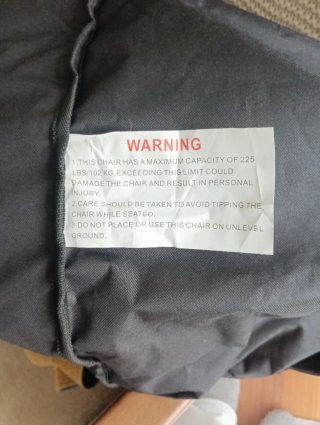 WARNING
1.THIS CHAIR HAS A MAXIMUM CAPACITY OF 225
LBS/102 KG,EXCEEDING THIS LIMIT COULD
DAMAGE THE CHAIR AND RESULT IN PERSONAL
INJURY.
2.CARE SHOULD BE TAKEN TO AVOID TIPPING THE
CHAIR WHILE SEATED.
3.DO NOT PLACE OR USE THIS CHAIR ON UNLEVEL
GROUND.